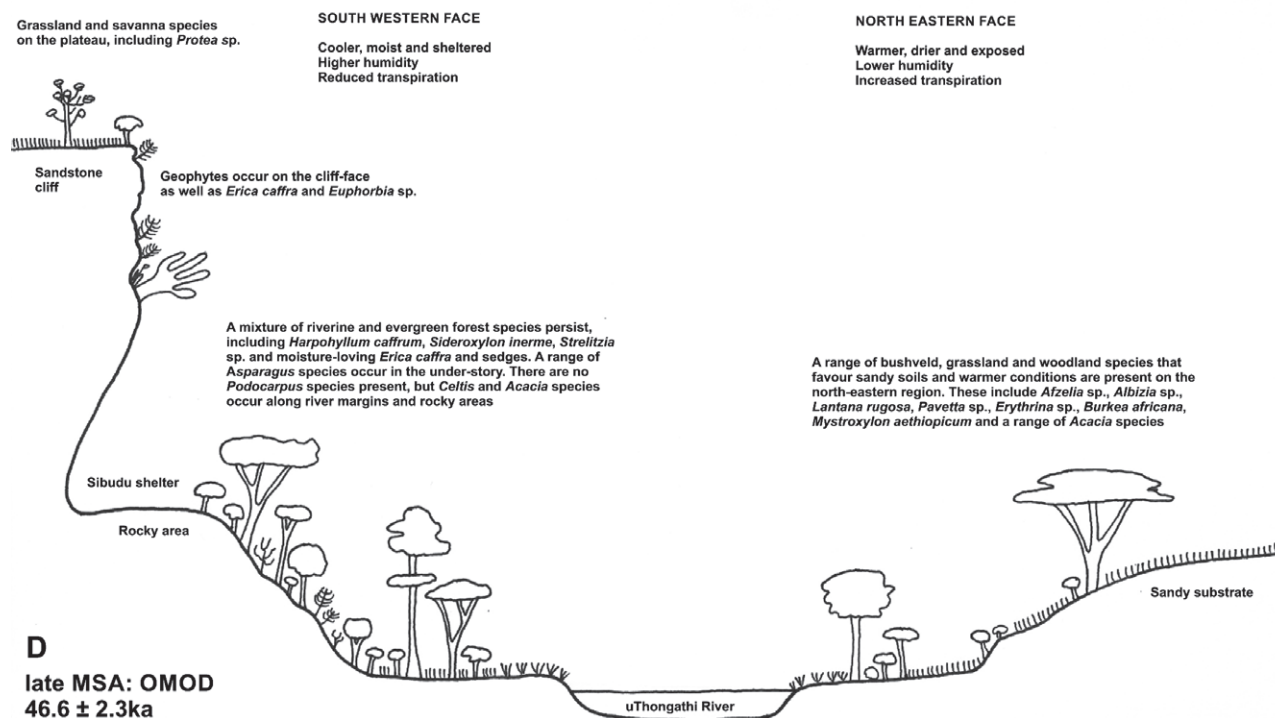 Grassland and savanna species
on the plateau, including Protea sp.
SOUTH WESTERN FACE
Cooler, moist and sheltered
Higher humidity
Reduced transpiration
NORTH EASTERN FACE
Warmer, drier and exposed
Lower humidity
Increased transpiration
Sandstone
cliff
Geophytes occur on the cliff-face
as well as Erica caffra and Euphorbia sp.
A mixture of riverine and evergreen forest species persist,
including Harpohyllum caffrum, Sideroxylon inerme, Strelitzia
sp. and moisture-loving Erica caffra and sedges. A range of
Asparagus species occur in the under-story. There are no
Podocarpus species present, but Celtis and Acacia species
occur along river margins and rocky areas
A range of bushveld, grassland and woodland species that
favour sandy soils and warmer conditions are present on the
north-eastern region. These include Afzelia sp., Albizia sp.,
Lantana rugosa, Pavetta sp., Erythrina sp., Burkea africana,
Mystroxylon aethiopicum and a range of Acacia species
Sibudu shelter
Rocky area
Sandy substrate
D
late MSA: OMOD
46.6 ± 2.3ka
uThongathi River